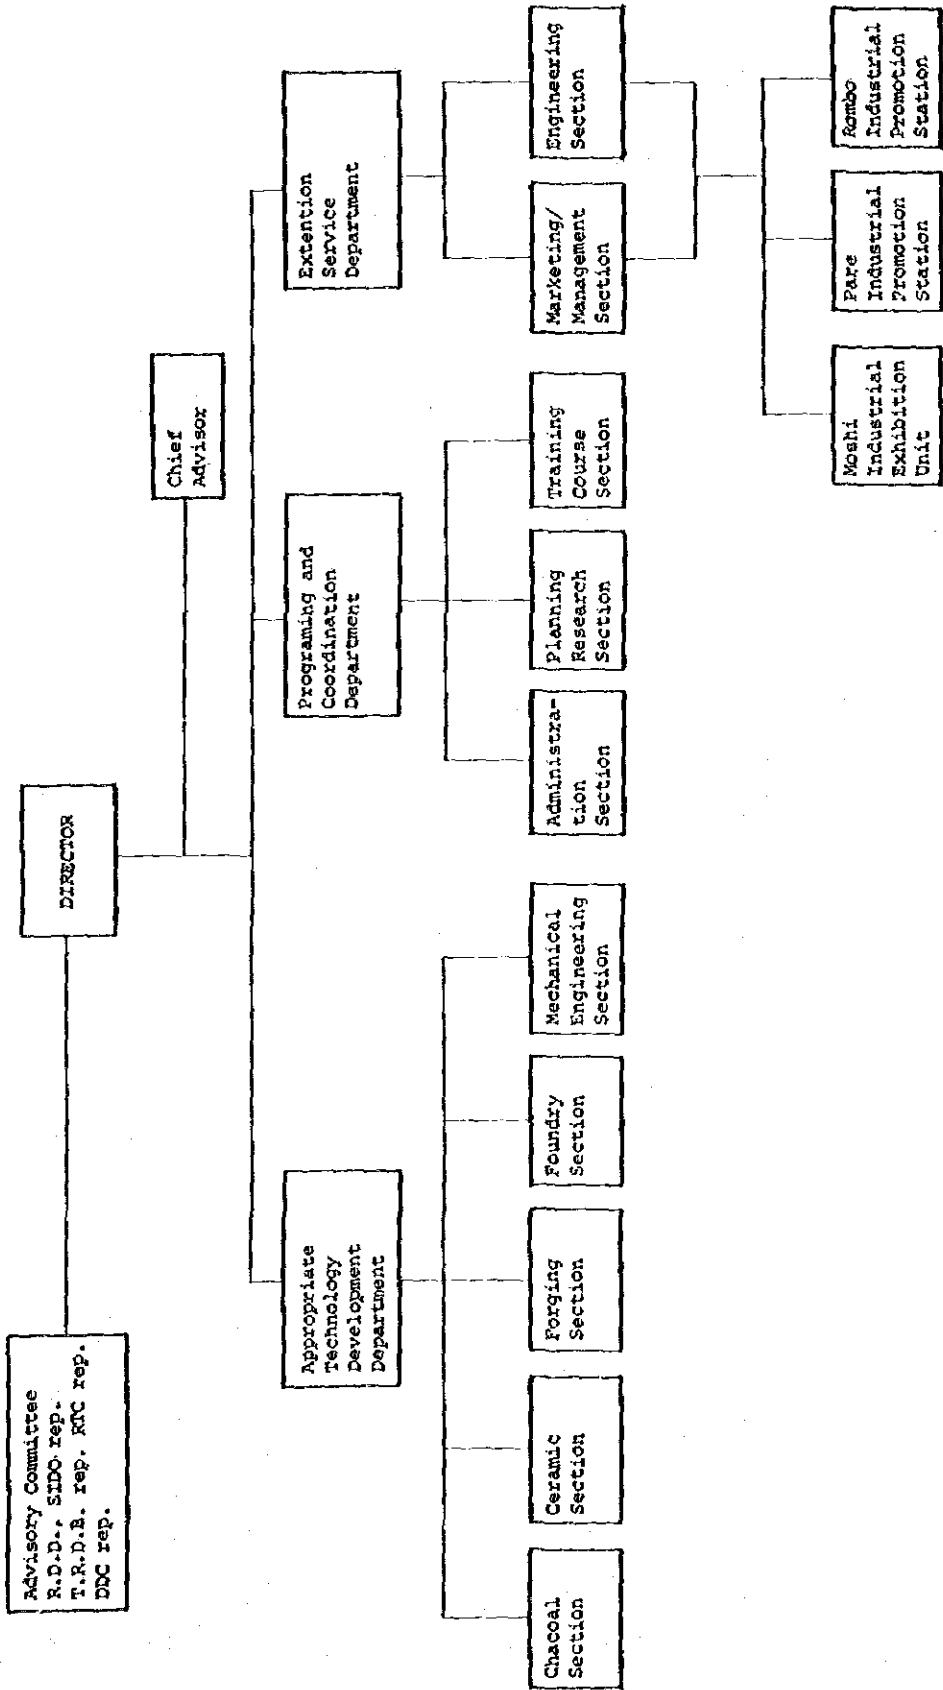 Advisory Committee
R.D.D., SIDO rep.
T.R.D.B. rep. RTC rep.
DDC rep.
DIRECTOR
Chief
Advisor
Appropriate
Technology
Development
Department
Programing and
Coordination
Department
Extention
Service
Department
Chacoal
Section
Ceramic
Section
Forging
Section
Foundry
Section
Mechanical
Engineering
Section
Administra-
tion
Section
Planning
Research
Section
Training
Course
Section
Marketing/
Management
Section
Engineering
Section
Moshi
Industrial
Exhibition
Unit
Pare
Industrial
Promotion
Station
Rombo
Industrial
Promotion
Station